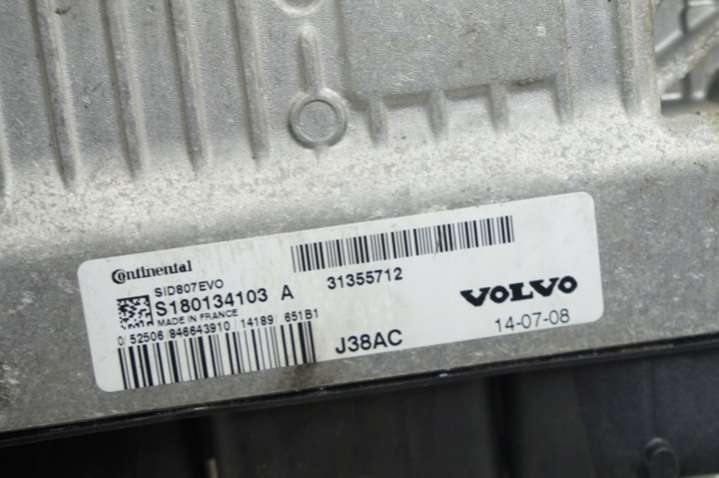 Continental
SID807EVO
S180134103 A
MADE IN FRANCE
0 52506 846643910 14189 651B1
31355712
VOLVO
J38AC
14-07-08